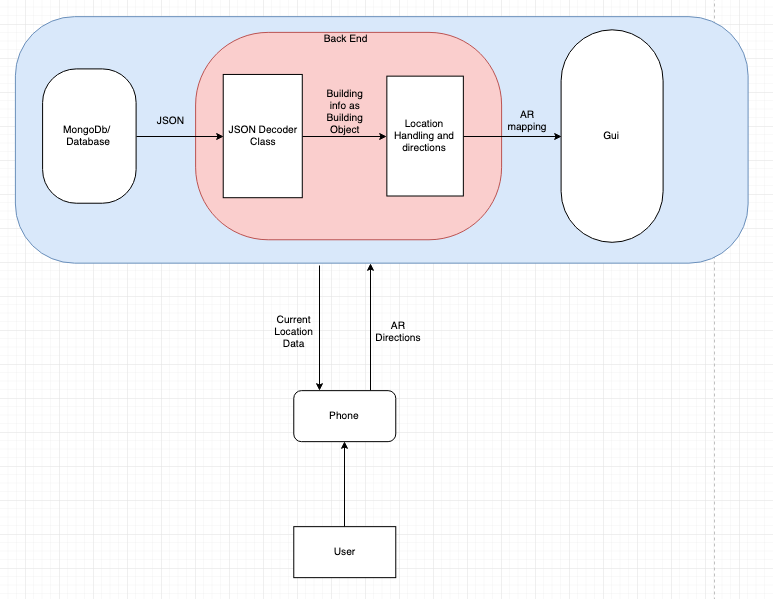 Back End
MongoDb/
Database
JSON
JSON Decoder
Class
Building
info as
Building
Object
Location
Handling and
directions
AR
mapping
Gui
Current
Location
Data
AR
Directions
Phone
User